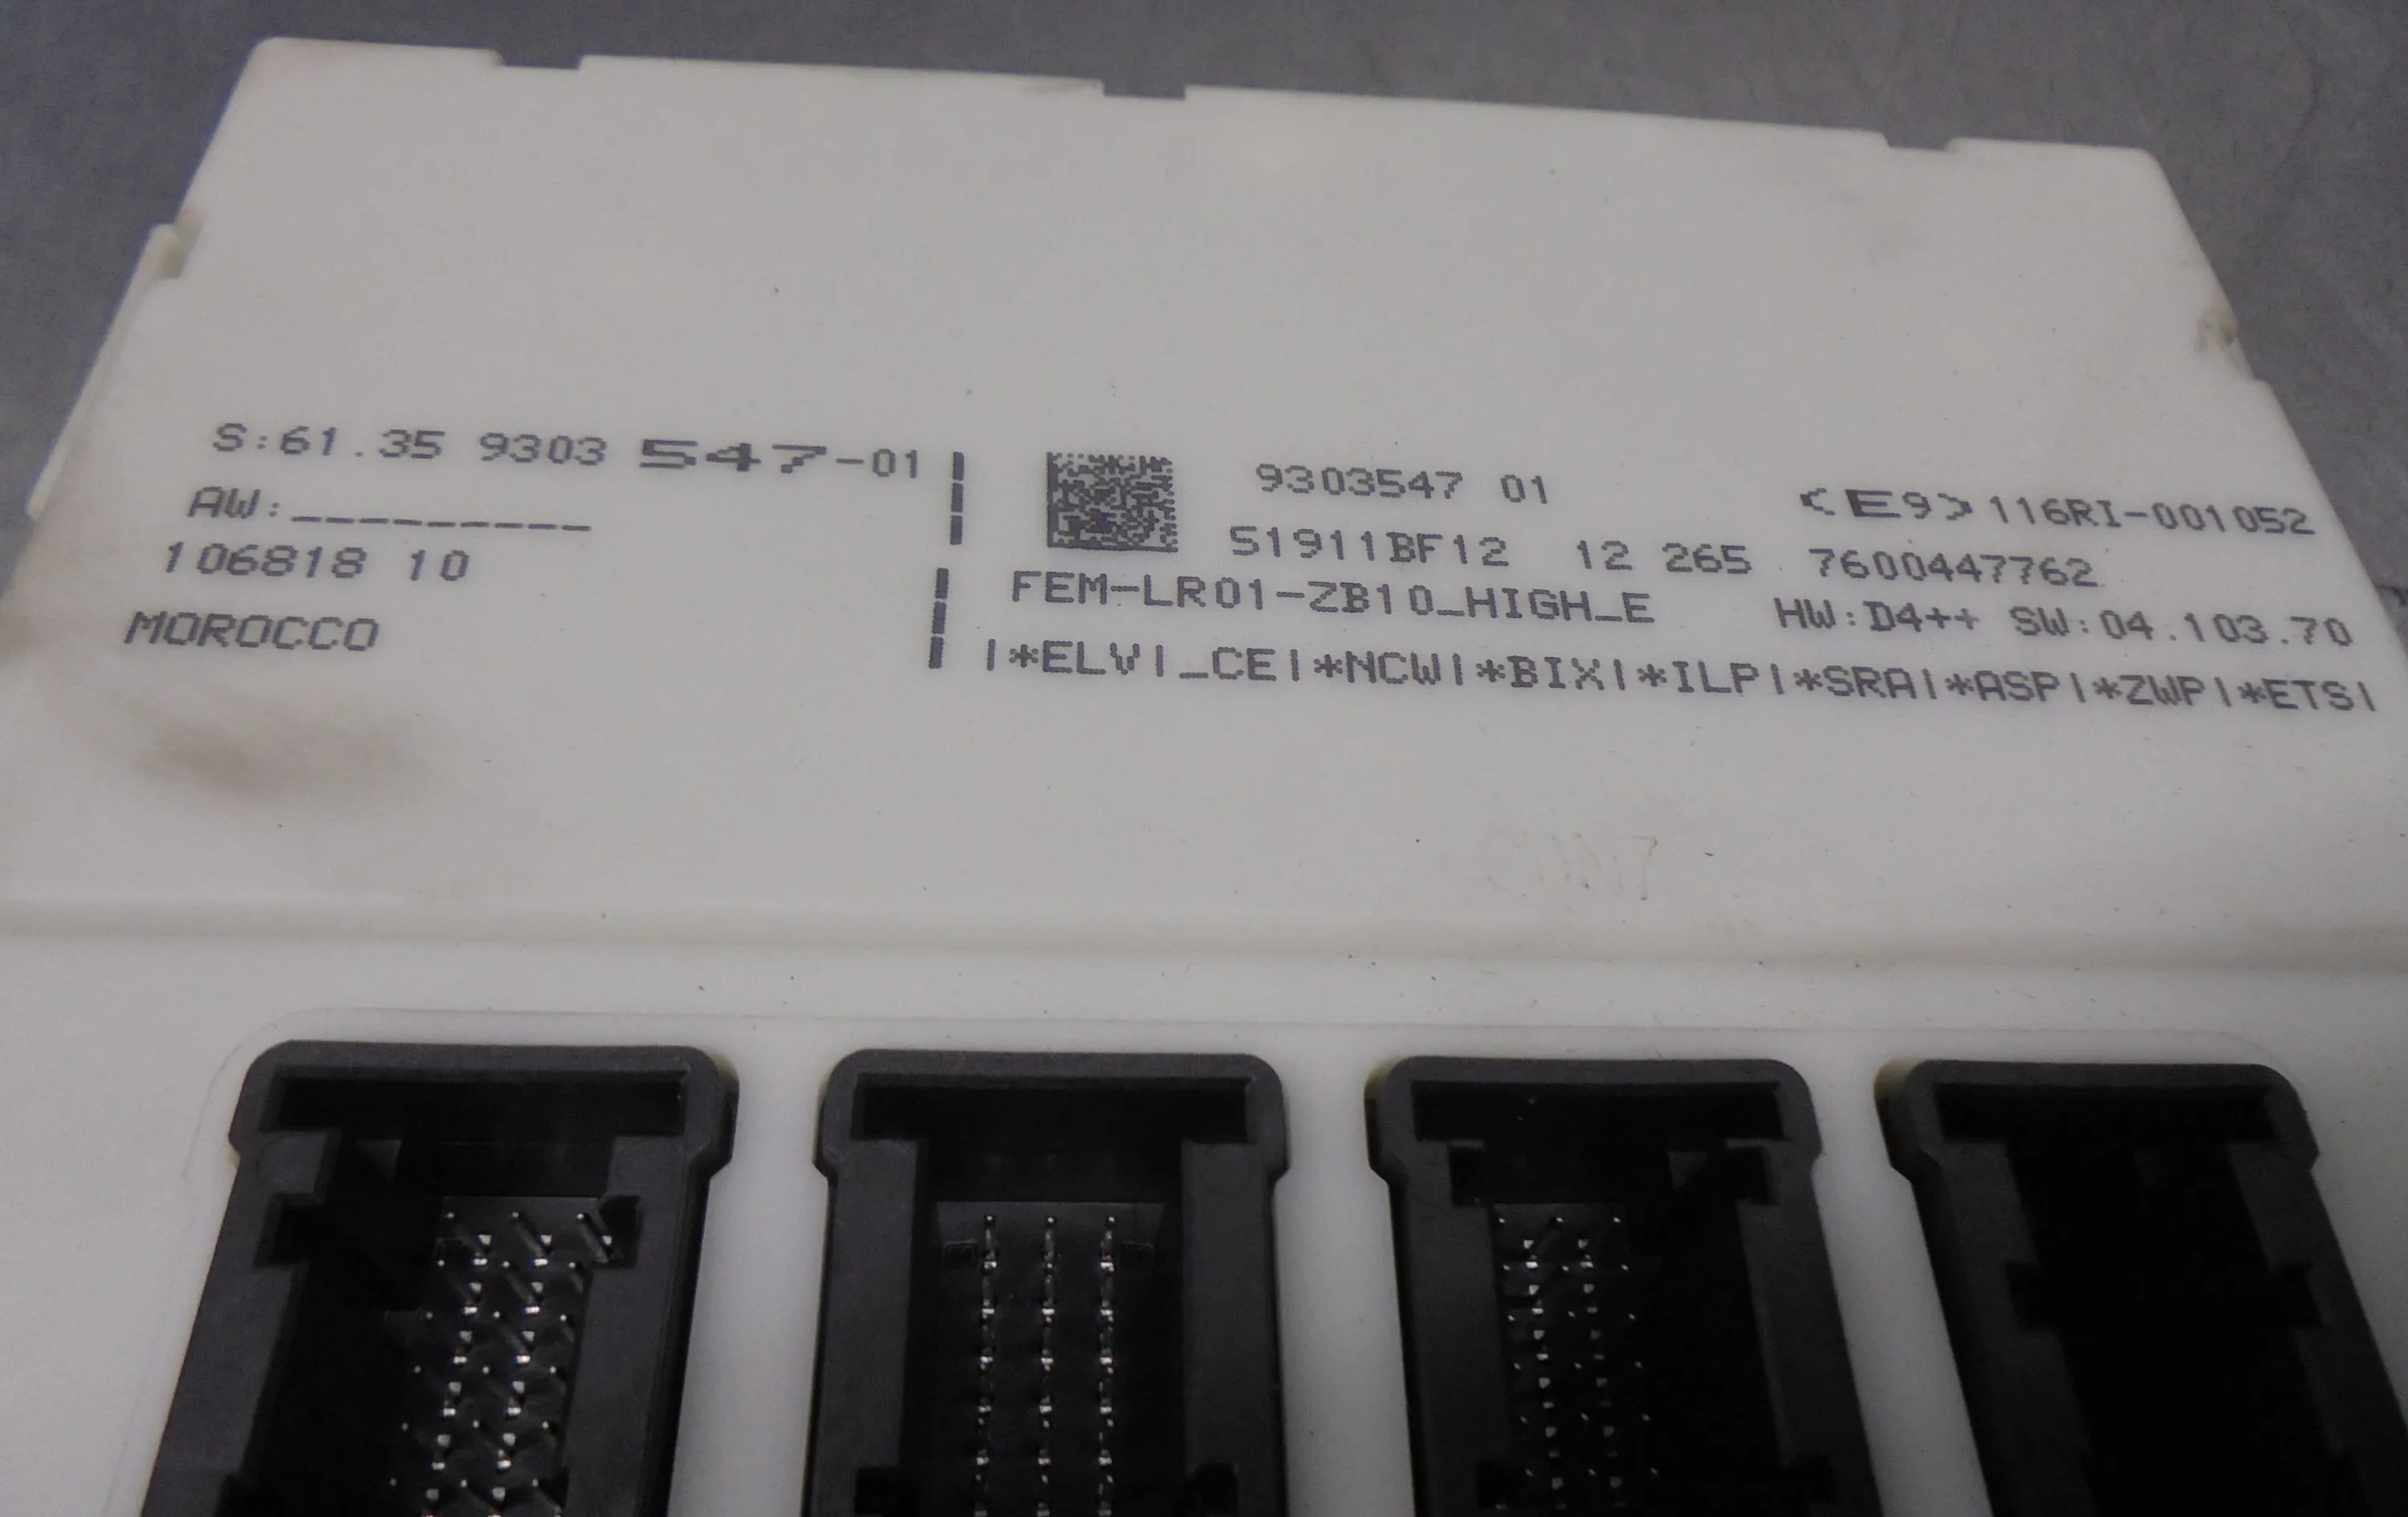 S:61.35 9303 547-01
AW:_________
106818 10
MOROCCO
9303547 01
<E9>116RI-001052
S1911BF12 12 265 7600447762
FEM-LR01-ZB10_HIGH_E HW:D4++ SW:04.103.70
|*ELV|_CE|*NCW|*BIX|*ILP|*SRA|*ASP|*ZWP|*ETS|